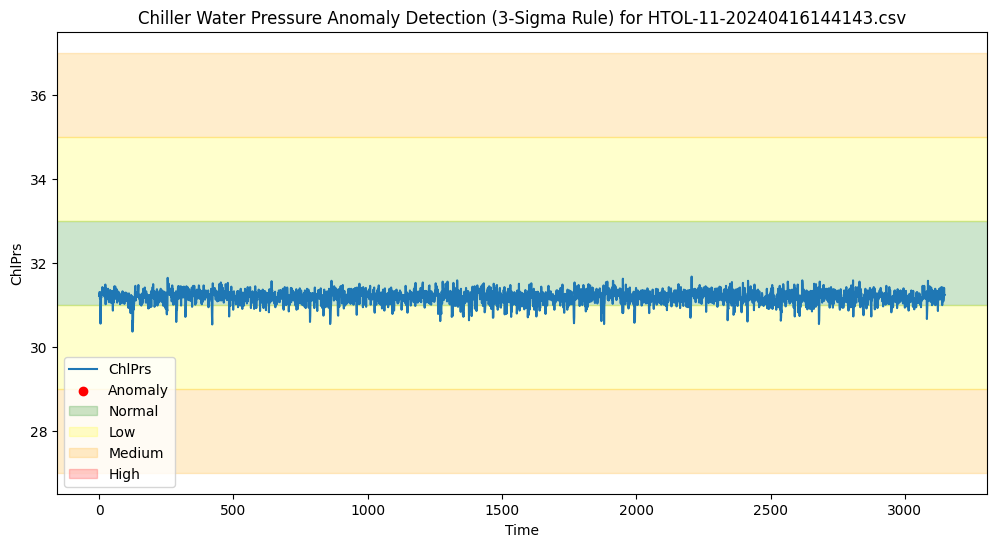 Chiller Water Pressure Anomaly Detection (3-Sigma Rule) for HTOL-11-20240416144143.csv
ChlPrs
36
34
32
30
28
ChlPrs
Anomaly
Normal
Low
Medium
High
0
500
1000
1500
2000
2500
3000
Time